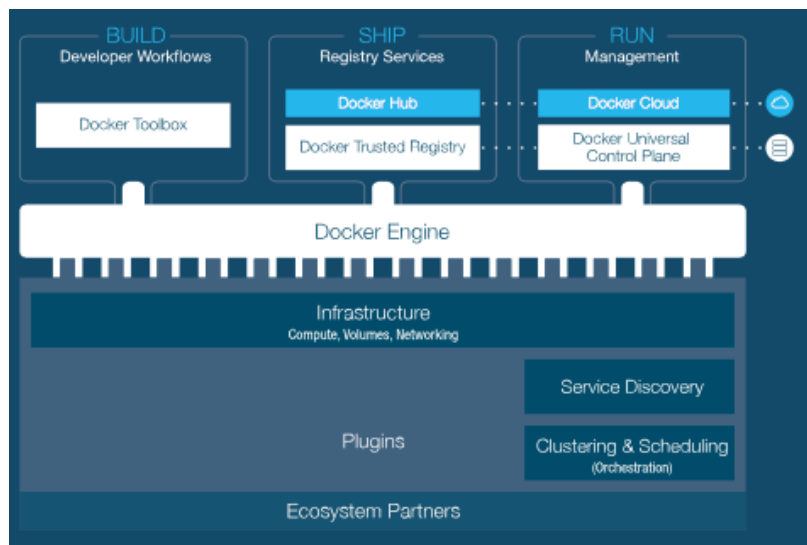 BUILD
Developer Workflows
Docker Toolbox
SHIP
Registry Services
Docker Hub
Docker Trusted Registry
RUN
Management
Docker Cloud
Docker Universal
Control Plane
Docker Engine
Infrastructure
Compute, Volumes, Networking
Service Discovery
Plugins
Clustering & Scheduling
(Orchestration)
Ecosystem Partners